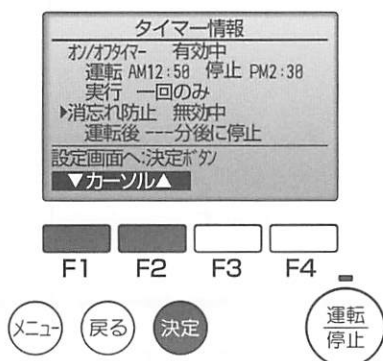 タイマー情報
オン/オフタイマー 有効中
運転 AM12:50 停止 PM2:30
実行 一回のみ
▶消忘れ防止 無効中
運転後 ---分後に停止
設定画面へ:決定ボタン
▼カーソル▲
F1 F2 F3 F4
メニュー 戻る 決定 運転
停止